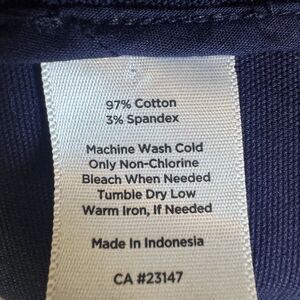 97% Cotton
3% Spandex
Machine Wash Cold
Only Non-Chlorine
Bleach When Needed
Tumble Dry Low
Warm Iron, If Needed
Made In Indonesia
CA #23147